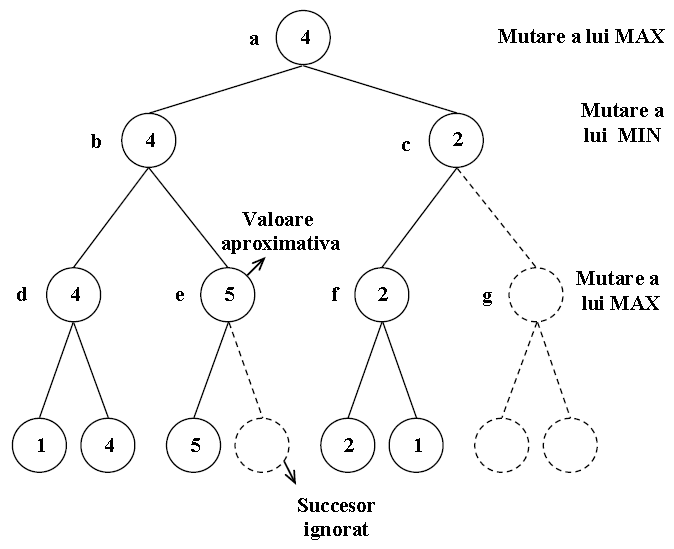 a
4
Mutare a lui MAX
b
4
c
2
Mutare a
lui MIN
Valoare
aproximativa
d
4
e
5
f
2
g
Mutare a
lui MAX
1
4
5
2
1
Succesor
ignorat